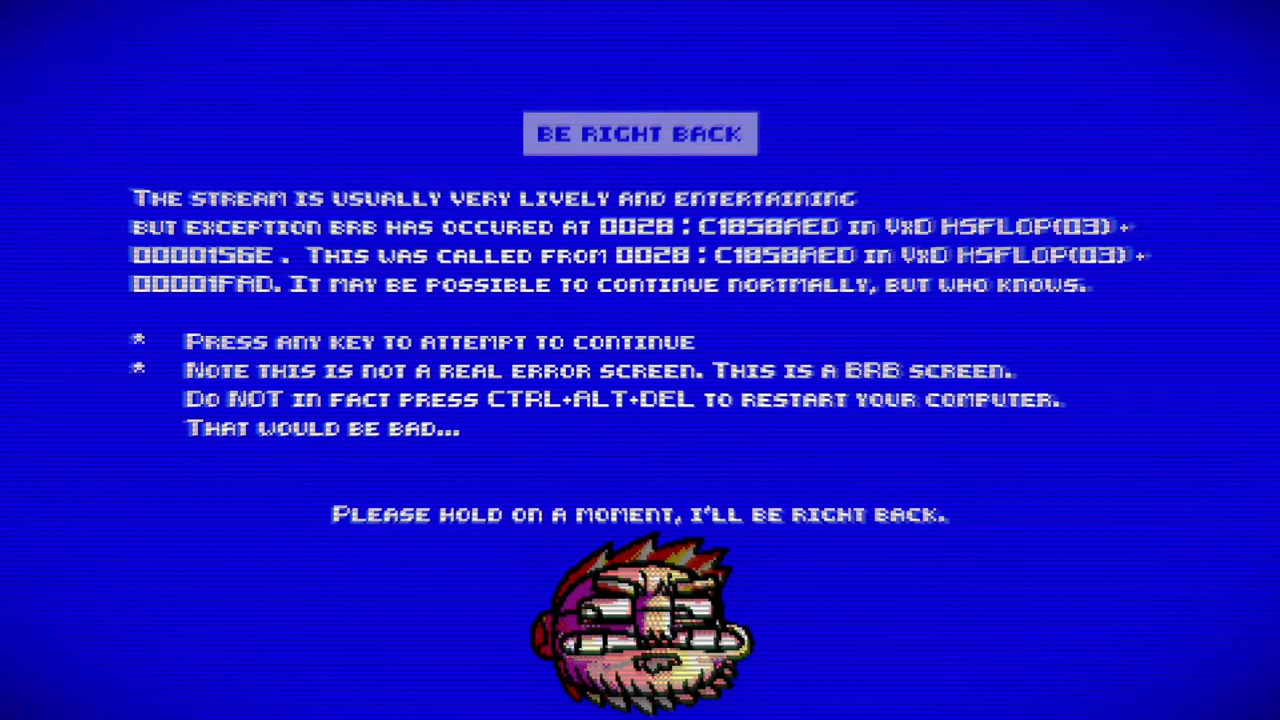 BE RIGHT BACK
THE STREAM IS USUALLY VERY LIVELY AND ENTERTAINING
BUT EXCEPTION BRB HAS OCCURED AT 0028 : C1858AED IN VXD HSFLOP(03) +
0000156E . THIS WAS CALLED FROM 0028 : C1858AED IN VXD HSFLOP(03) +
00001FAD. IT MAY BE POSSIBLE TO CONTINUE NORTMALLY, BUT WHO KNOWS.
* PRESS ANY KEY TO ATTEMPT TO CONTINUE
* NOTE THIS IS NOT A REAL ERROR SCREEN. THIS IS A BRB SCREEN.
DO NOT IN FACT PRESS CTRL+ALT+DEL TO RESTART YOUR COMPUTER.
THAT WOULD BE BAD...
PLEASE HOLD ON A MOMENT, I'LL BE RIGHT BACK.